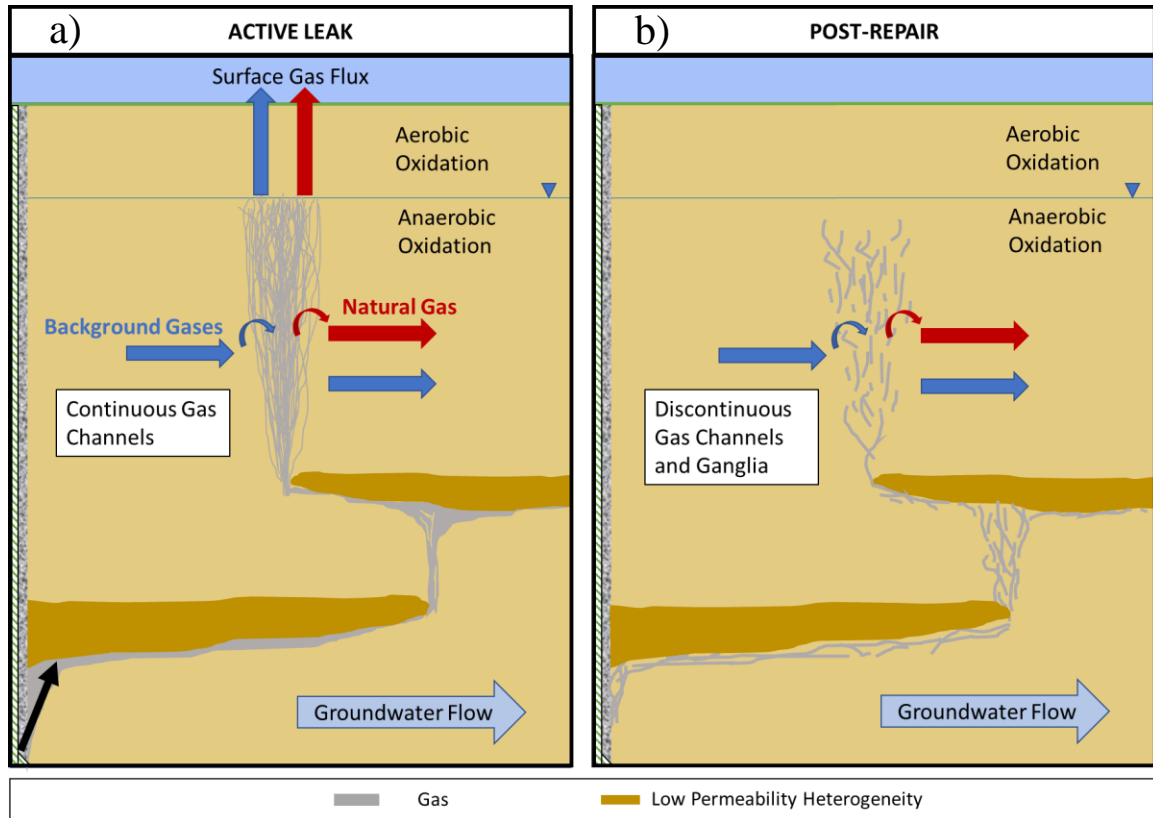 a)
ACTIVE LEAK
Surface Gas Flux
Aerobic
Oxidation
Anaerobic
Oxidation
Natural Gas
Background Gases
Continuous Gas
Channels
Groundwater Flow
b)
POST-REPAIR
Aerobic
Oxidation
Anaerobic
Oxidation
Discontinuous
Gas Channels
and Ganglia
Groundwater Flow
Gas
Low Permeability Heterogeneity